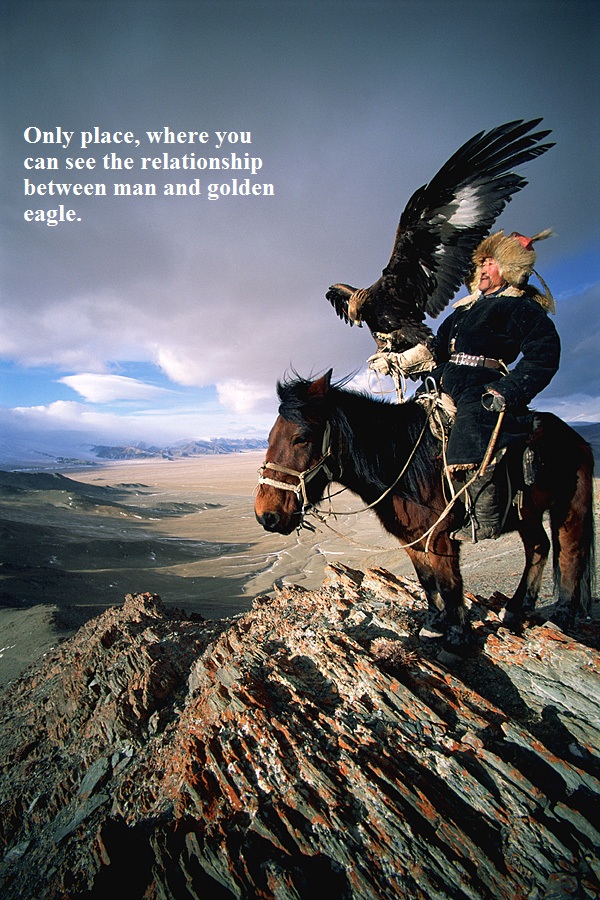 Only place, where you
can see the relationship
between man and golden
eagle.